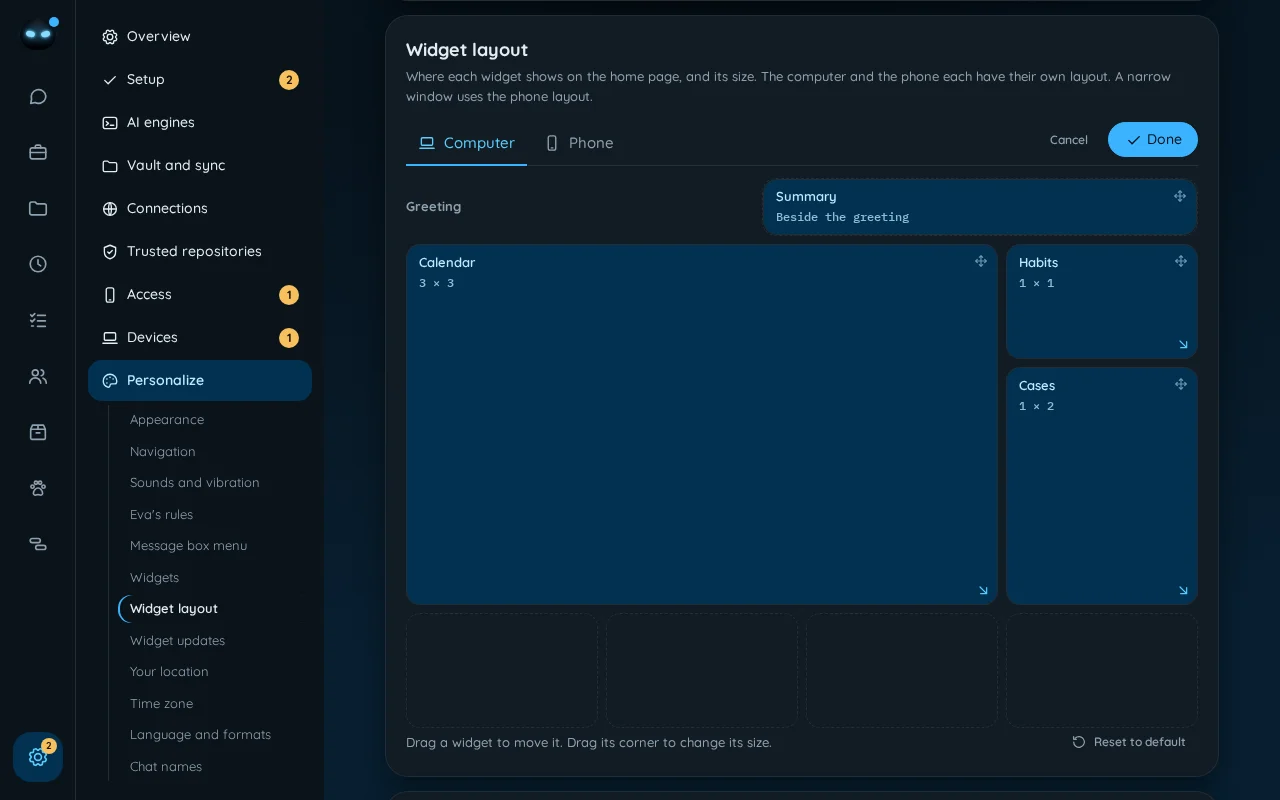 Overview
Setup
2
AI engines
Vault and sync
Connections
Trusted repositories
Access
1
Devices
1
Personalize
Appearance
Navigation
Sounds and vibration
Eva's rules
Message box menu
Widgets
Widget layout
Widget updates
Your location
Time zone
Language and formats
Chat names
2
Widget layout
Where each widget shows on the home page, and its size. The computer and the phone each have their own layout. A narrow
window uses the phone layout.
Computer
Phone
Cancel
Done
Greeting
Summary
Beside the greeting
Calendar
3 × 3
Habits
1 × 1
Cases
1 × 2
Drag a widget to move it. Drag its corner to change its size.
Reset to default